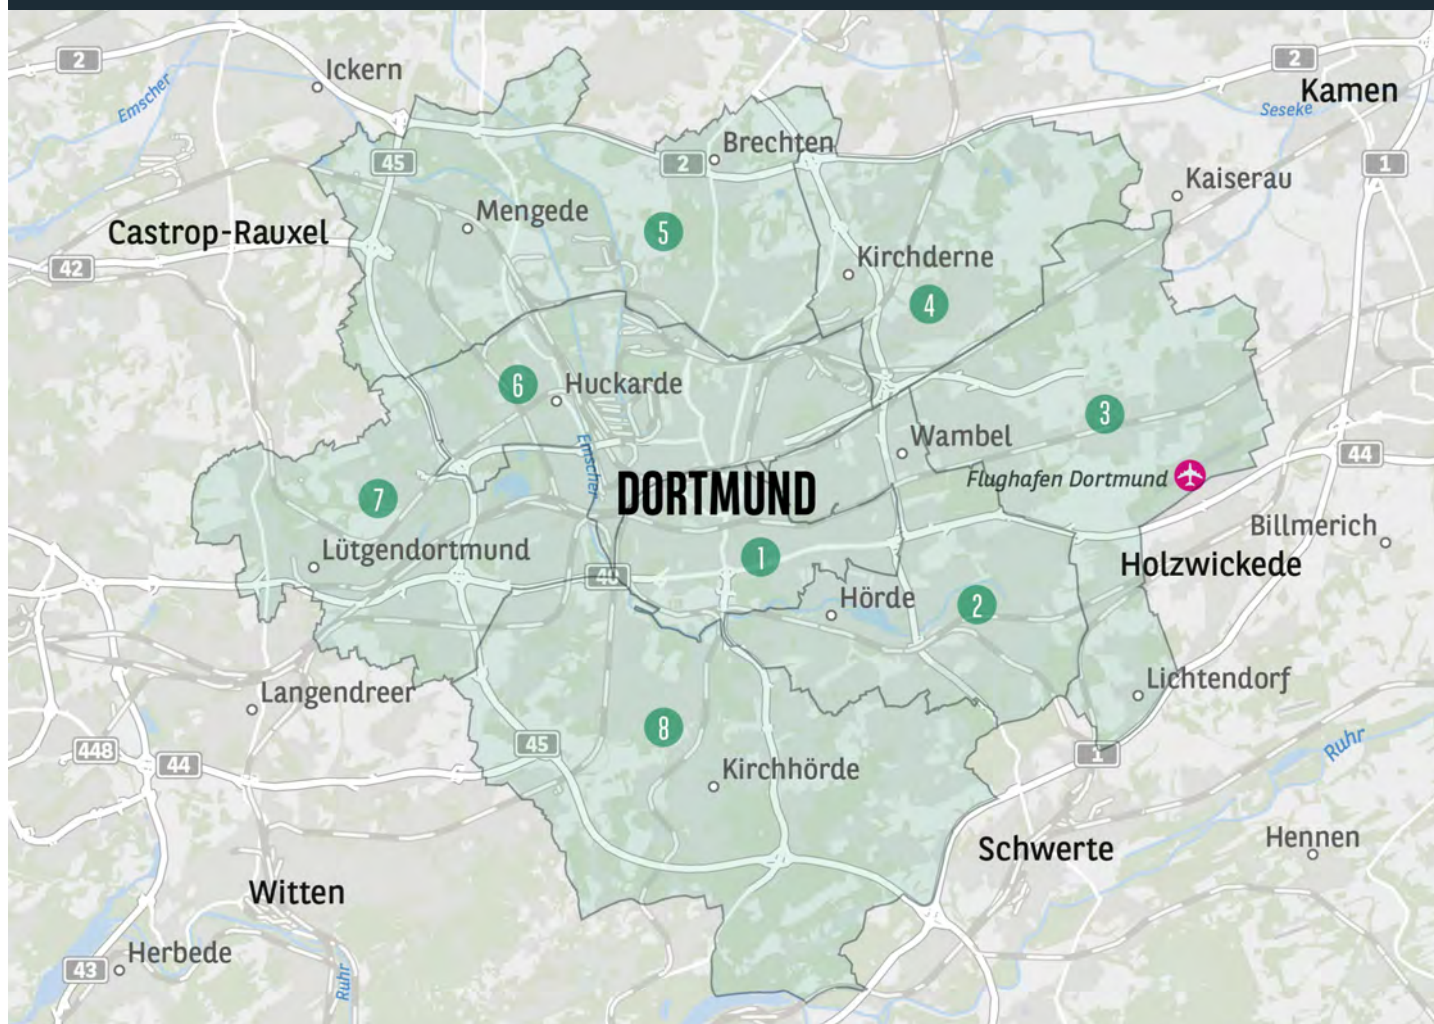 2
2
Ickern
Kamen
Emscher
Seseke
Brechten
45
2
1
Kaiserau
Mengede
Castrop-Rauxel
5
Kirchderne
42
4
6
Huckarde
3
Wambel
44
Emscher
DORTMUND
Flughafen Dortmund
7
Billmerich
Lütgendortmund
1
Holzwickede
40
Hörde
2
Langendreer
Lichtendorf
8
45
448
44
1
Ruhr
Kirchhörde
Schwerte
Hennen
Witten
Herbede
43
Ruhr